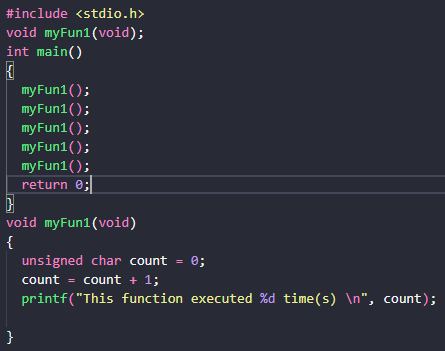 #include <stdio.h>
void myFun1(void);
int main()
{
myFun1();
myFun1();
myFun1();
myFun1();
myFun1();
return 0;
}
void myFun1(void)
{
unsigned char count = 0;
count = count + 1;
printf("This function executed %d time(s) \n", count);
}